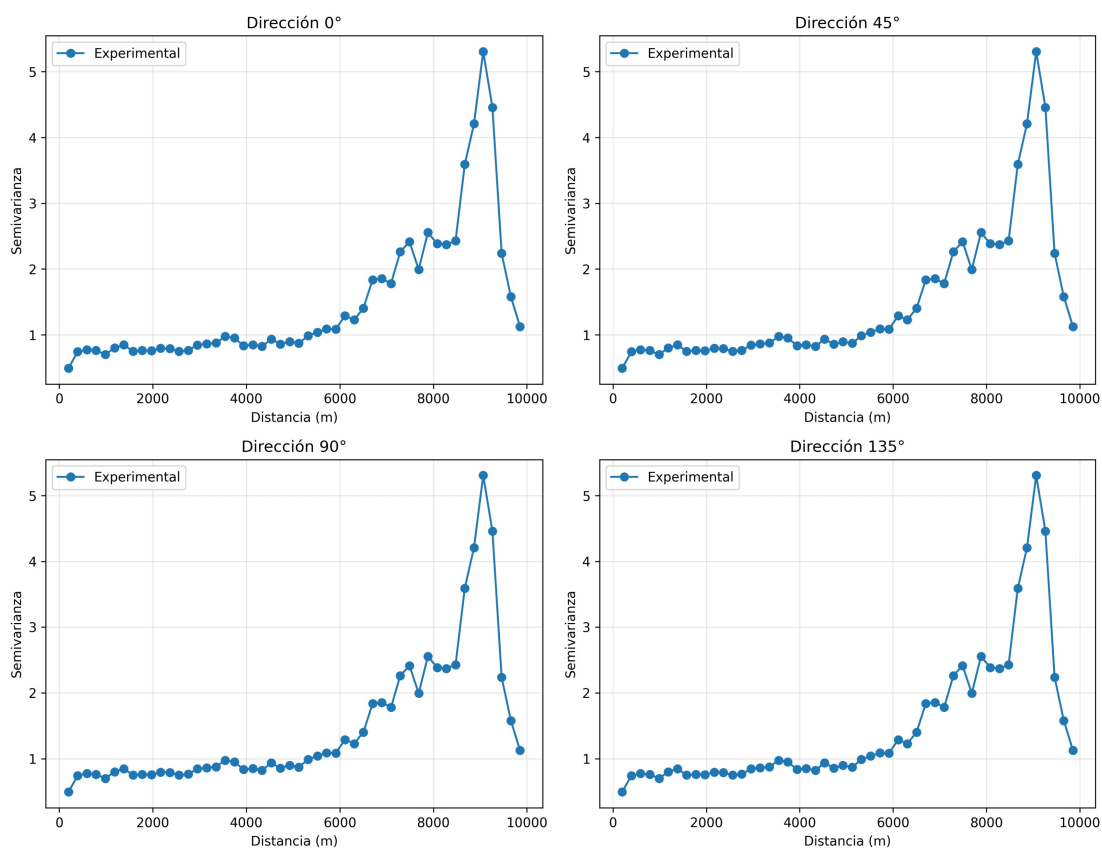 Dirección 0°
Experimental
Semivarianza
5
4
3
2
1
0 2000 4000 6000 8000 10000
Distancia (m)
Dirección 45°
Experimental
Semivarianza
5
4
3
2
1
0 2000 4000 6000 8000 10000
Distancia (m)
Dirección 90°
Experimental
Semivarianza
5
4
3
2
1
0 2000 4000 6000 8000 10000
Distancia (m)
Dirección 135°
Experimental
Semivarianza
5
4
3
2
1
0 2000 4000 6000 8000 10000
Distancia (m)